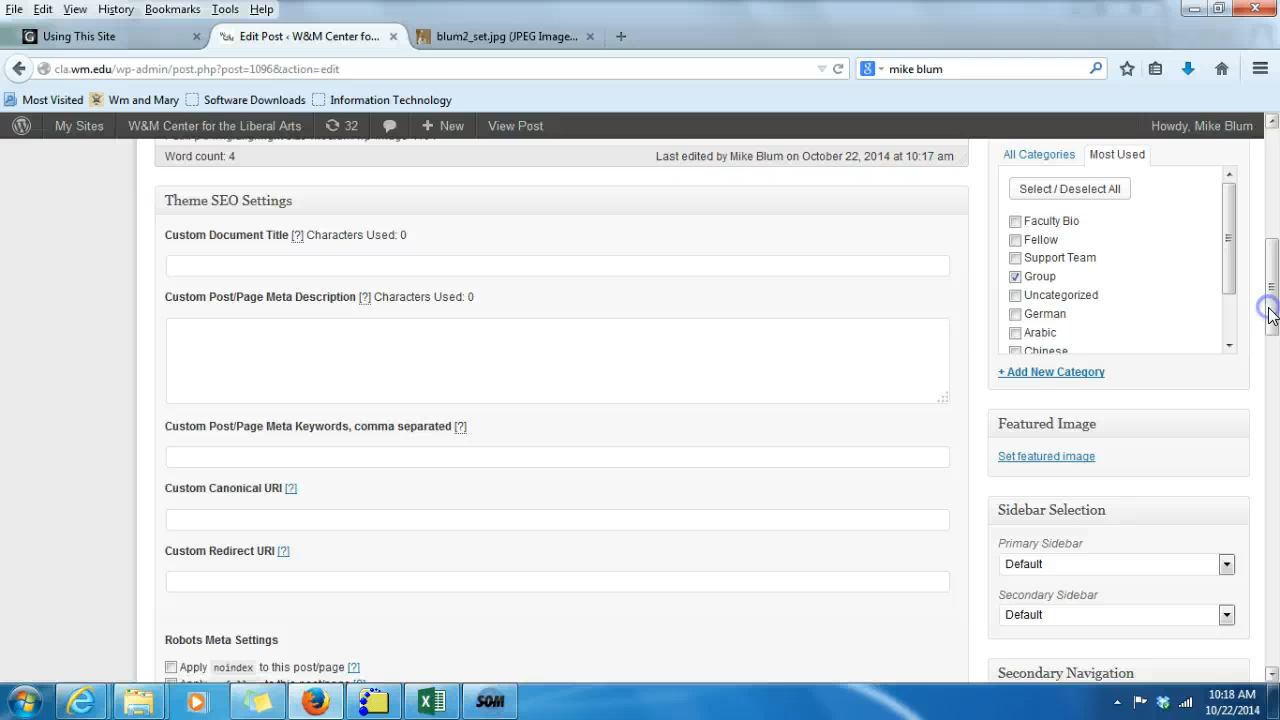 File Edit View History Bookmarks Tools Help
Using This Site × Edit Post ‹ W&M Center fo... × blum2_set.jpg (JPEG Image... × +
cla.wm.edu/wp-admin/post.php?post=1096&action=edit mike blum
Most Visited Wm and Mary Software Downloads Information Technology
My Sites W&M Center for the Liberal Arts 32 + New View Post Howdy, Mike Blum
Word count: 4 Last edited by Mike Blum on October 22, 2014 at 10:17 am
Theme SEO Settings
Custom Document Title [?] Characters Used: 0
Custom Post/Page Meta Description [?] Characters Used: 0
Custom Post/Page Meta Keywords, comma separated [?]
Custom Canonical URI [?]
Custom Redirect URI [?]
Robots Meta Settings
Apply noindex to this post/page [?]
All Categories Most Used
Select / Deselect All
Faculty Bio
Fellow
Support Team
Group
Uncategorized
German
Arabic
Chinese
+ Add New Category
Featured Image
Set featured image
Sidebar Selection
Primary Sidebar
Default
Secondary Sidebar
Default
Secondary Navigation
SOM
10:18 AM
10/22/2014